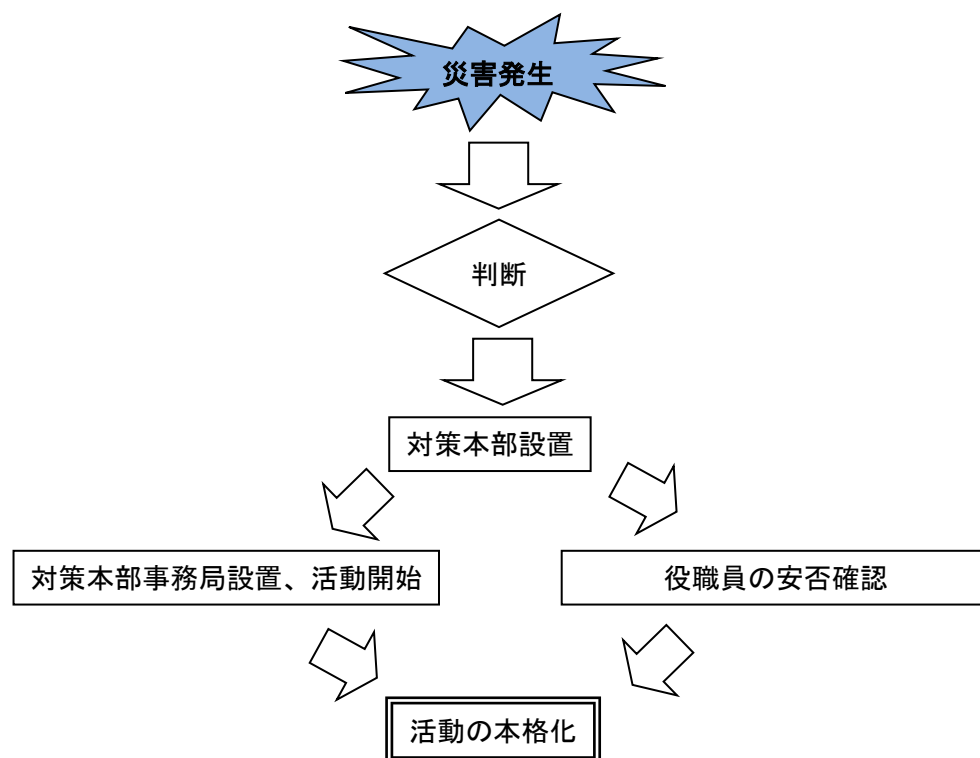 災害発生
判断
対策本部設置
対策本部事務局設置、活動開始
役職員の安否確認
活動の本格化